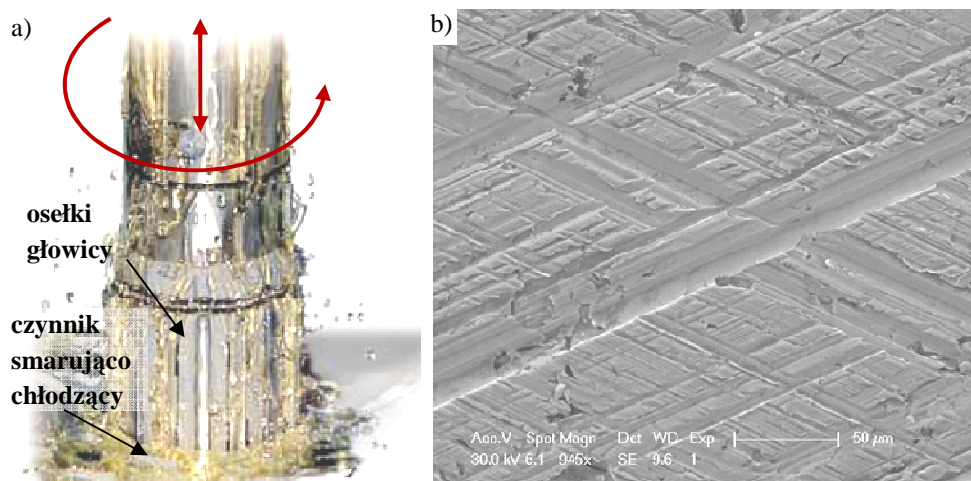 a)
osełki
głowicy
czynnik
smarująco
chłodzący
b)
Acc.V Spot Magn Det WD Exp
30.0 kV 6.1 945x SE 9.6 1
50 µm